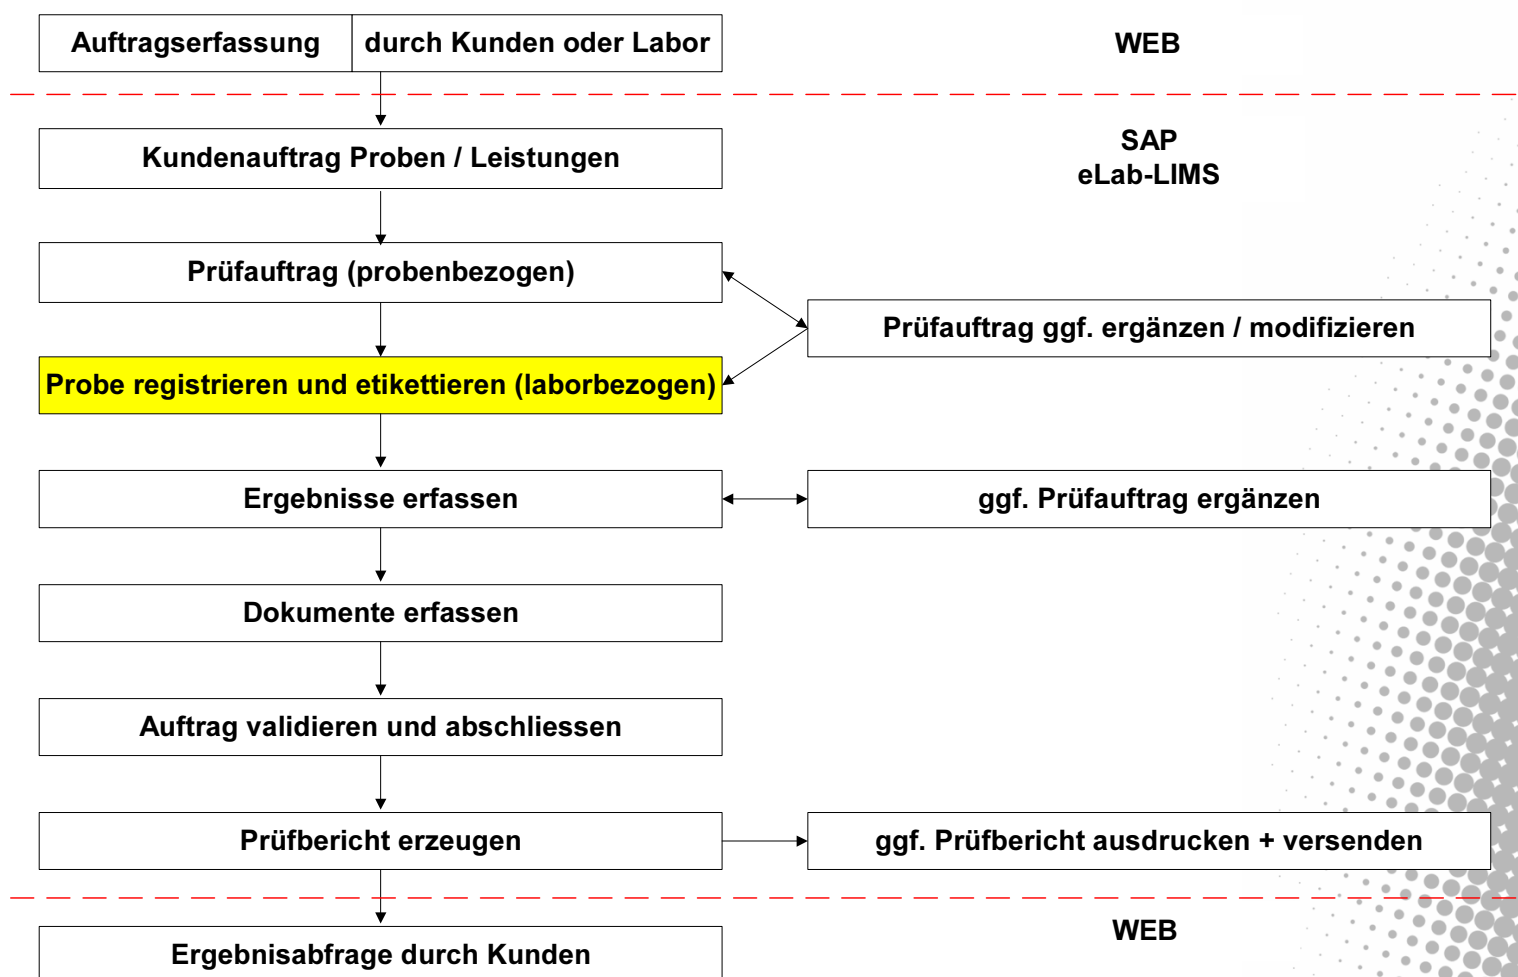 Auftragserfassung durch Kunden oder Labor
WEB
Kundenauftrag Proben / Leistungen
SAP
eLab-LIMS
Prüfauftrag (probenbezogen)
Prüfauftrag ggf. ergänzen / modifizieren
Probe registrieren und etikettieren (laborbezogen)
Ergebnisse erfassen
ggf. Prüfauftrag ergänzen
Dokumente erfassen
Auftrag validieren und abschliessen
Prüfbericht erzeugen
ggf. Prüfbericht ausdrucken + versenden
WEB
Ergebnisabfrage durch Kunden